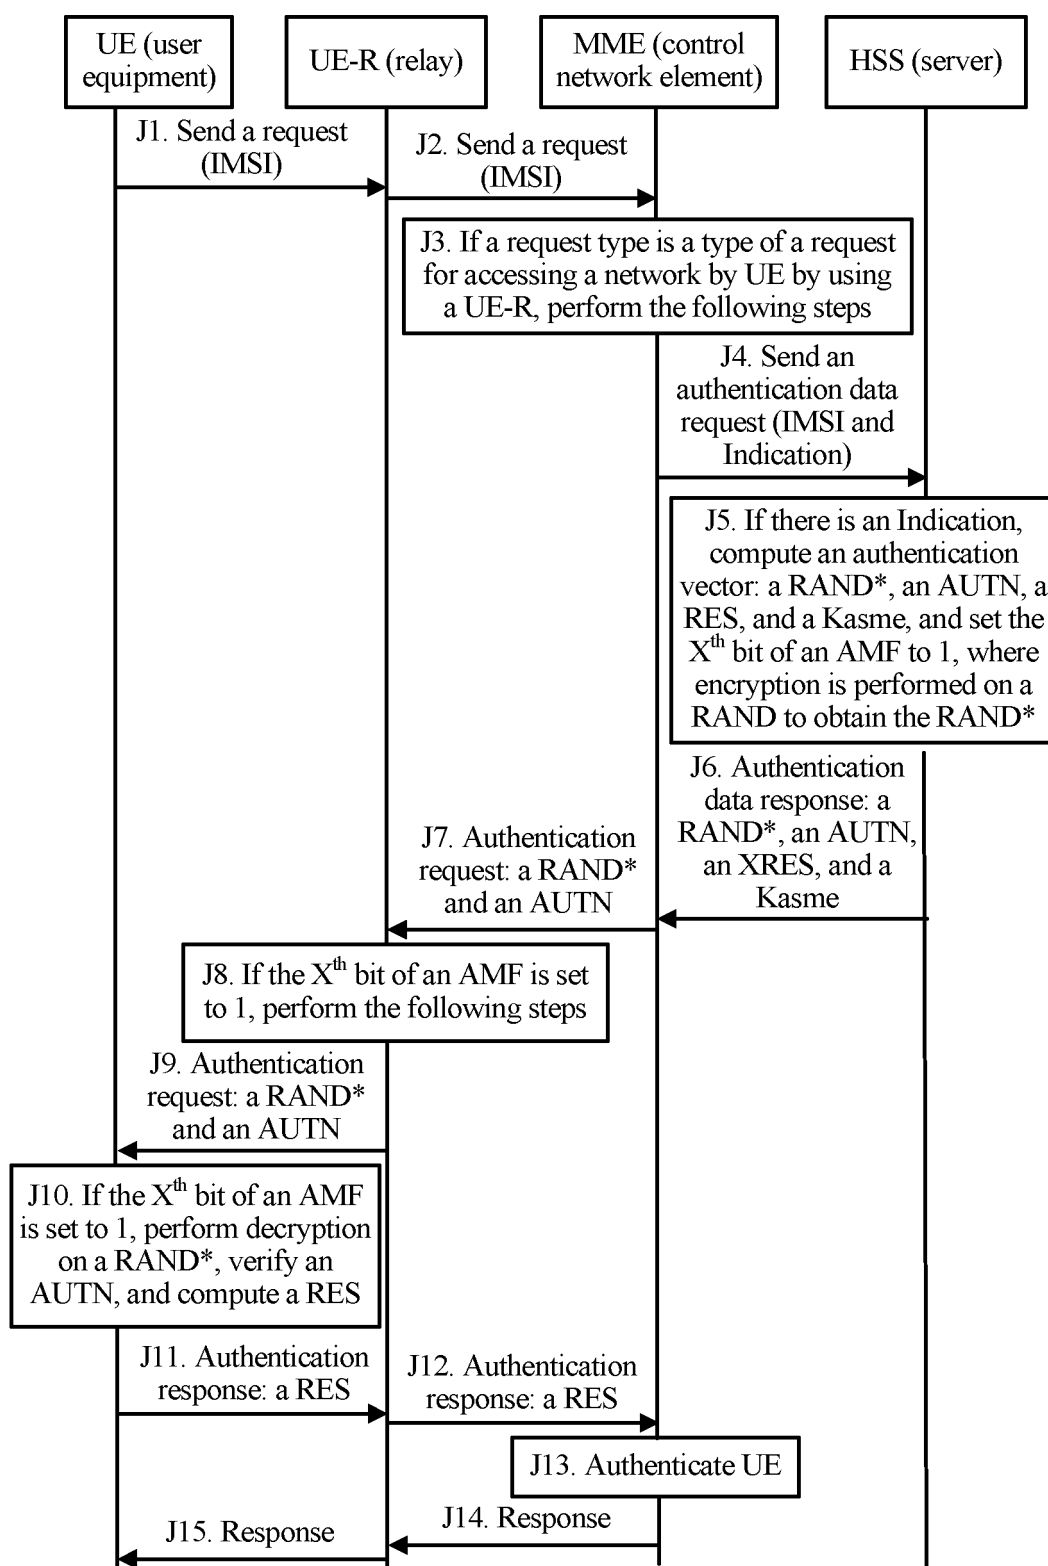 UE (user
equipment)
UE-R (relay)
MME (control
network element)
HSS (server)
J1. Send a request
(IMSI)
J2. Send a request
(IMSI)
J3. If a request type is a type of a request
for accessing a network by UE by using
a UE-R, perform the following steps
J4. Send an
authentication data
request (IMSI and
Indication)
J5. If there is an Indication,
compute an authentication
vector: a RAND*, an AUTN, a
RES, and a Kasme, and set the
Xth bit of an AMF to 1, where
encryption is performed on a
RAND to obtain the RAND*
J6. Authentication
data response: a
RAND*, an AUTN,
an XRES, and a
Kasme
J7. Authentication
request: a RAND*
and an AUTN
J8. If the Xth bit of an AMF is set
to 1, perform the following steps
J9. Authentication
request: a RAND*
and an AUTN
J10. If the Xth bit of an AMF
is set to 1, perform decryption
on a RAND*, verify an
AUTN, and compute a RES
J11. Authentication
response: a RES
J12. Authentication
response: a RES
J13. Authenticate UE
J14. Response
J15. Response